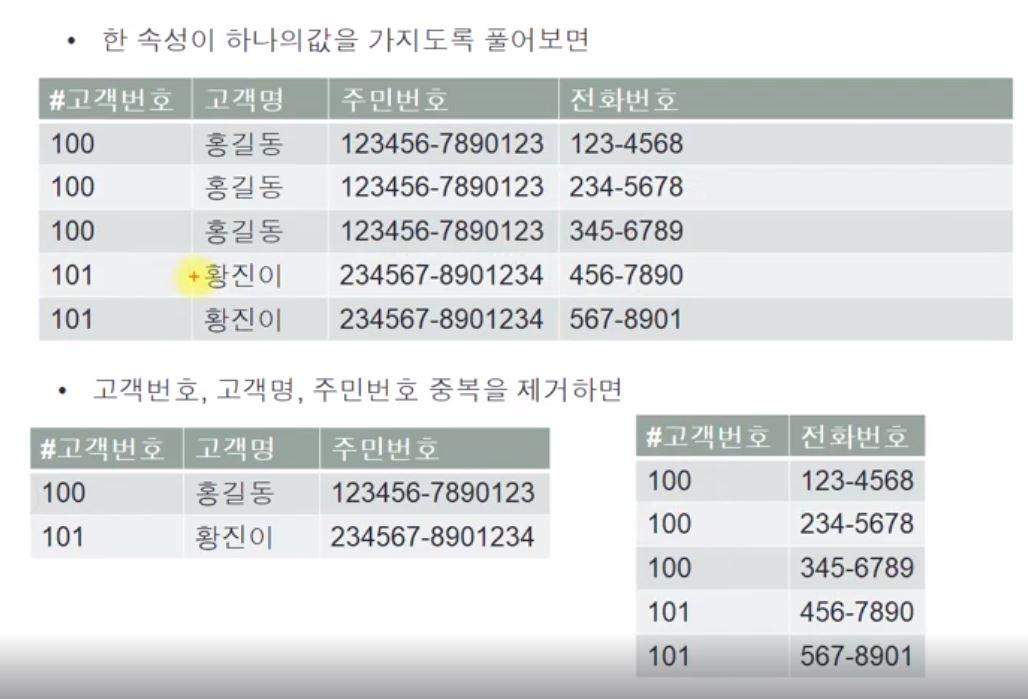 • 한 속성이 하나의값을 가지도록 풀어보면
#고객번호 고객명 주민번호 전화번호
100 홍길동 123456-7890123 123-4568
100 홍길동 123456-7890123 234-5678
100 홍길동 123456-7890123 345-6789
101 황진이 234567-8901234 456-7890
101 황진이 234567-8901234 567-8901
• 고객번호, 고객명, 주민번호 중복을 제거하면
#고객번호 고객명 주민번호
100 홍길동 123456-7890123
101 황진이 234567-8901234
#고객번호 전화번호
100 123-4568
100 234-5678
100 345-6789
101 456-7890
101 567-8901